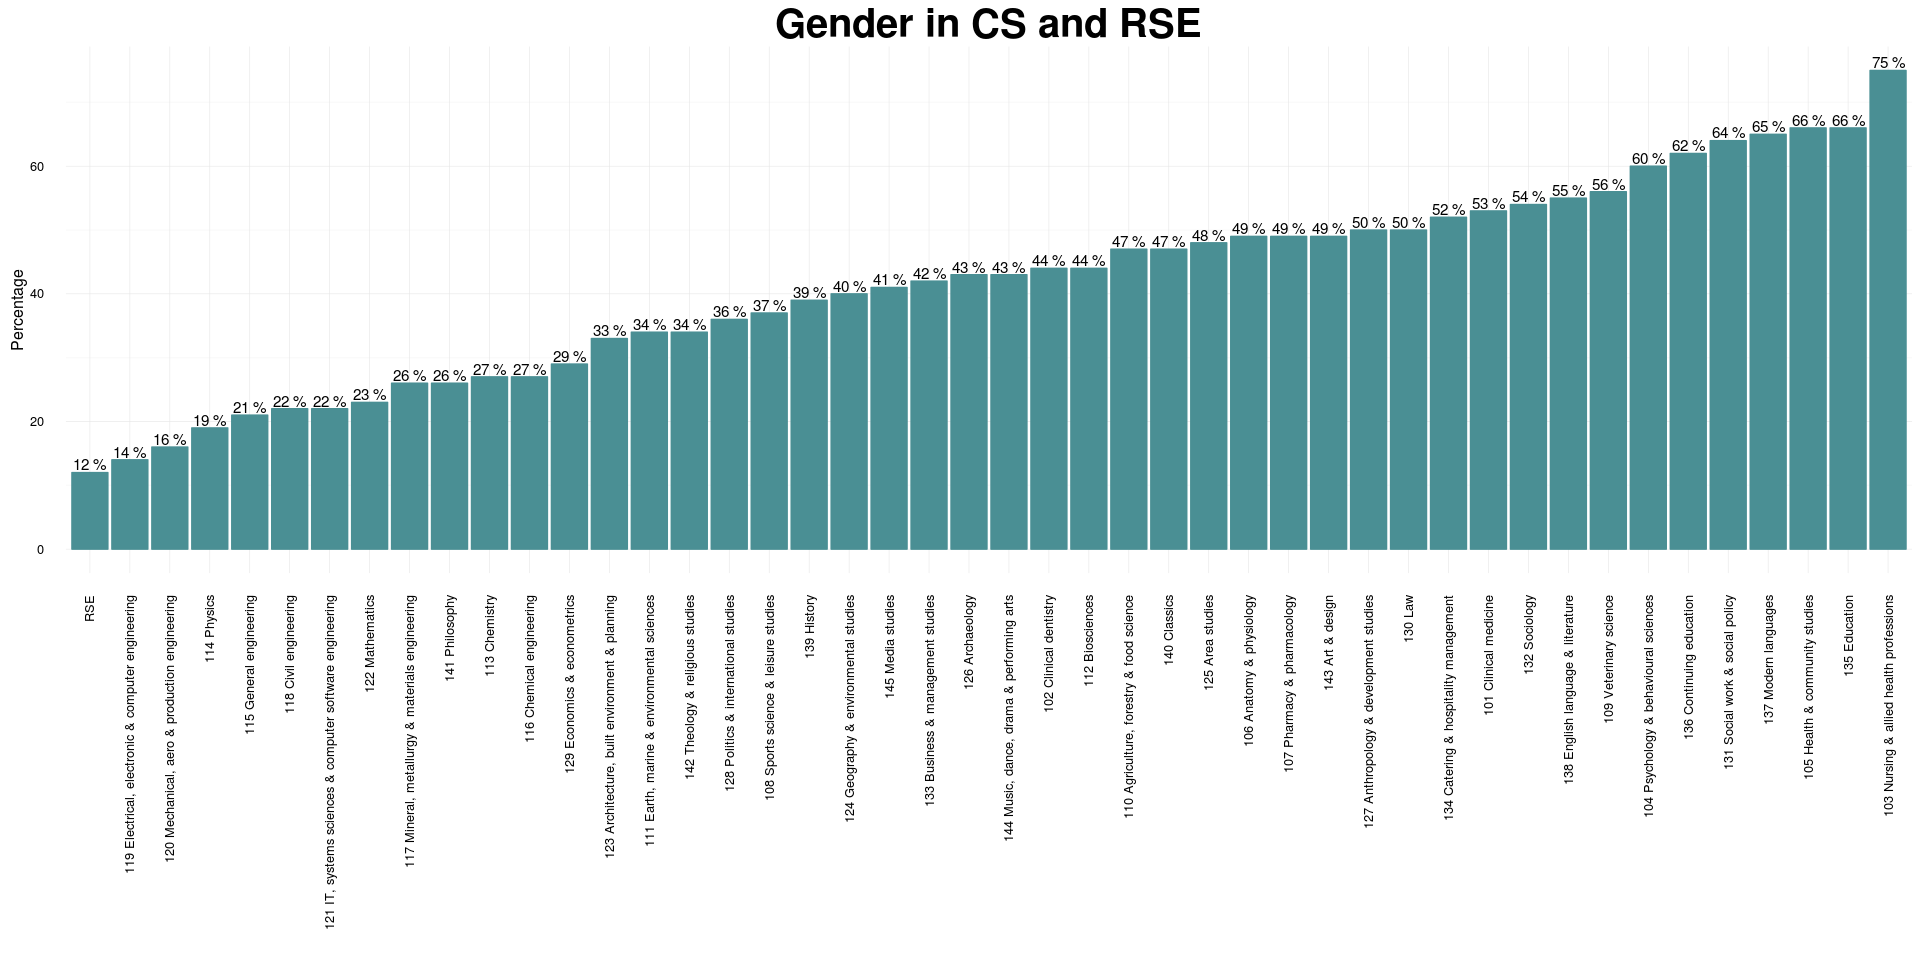 Gender in CS and RSE
Percentage
60
40
20
0
12 %
14 %
16 %
19 %
21 %
22 %
22 %
23 %
26 %
26 %
27 %
27 %
29 %
33 %
34 %
34 %
36 %
37 %
39 %
40 %
41 %
42 %
43 %
43 %
44 %
44 %
47 %
47 %
48 %
49 %
49 %
49 %
50 %
50 %
52 %
53 %
54 %
55 %
56 %
60 %
62 %
64 %
65 %
66 %
66 %
75 %
RSE
119 Electrical, electronic & computer engineering
120 Mechanical, aero & production engineering
114 Physics
115 General engineering
118 Civil engineering
121 IT, systems sciences & computer software engineering
122 Mathematics
117 Mineral, metallurgy & materials engineering
141 Philosophy
113 Chemistry
116 Chemical engineering
129 Economics & econometrics
123 Architecture, built environment & planning
111 Earth, marine & environmental sciences
142 Theology & religious studies
128 Politics & international studies
108 Sports science & leisure studies
139 History
124 Geography & environmental studies
145 Media studies
133 Business & management studies
126 Archaeology
144 Music, dance, drama & performing arts
102 Clinical dentistry
112 Biosciences
110 Agriculture, forestry & food science
140 Classics
125 Area studies
106 Anatomy & physiology
107 Pharmacy & pharmacology
143 Art & design
127 Anthropology & development studies
130 Law
134 Catering & hospitality management
101 Clinical medicine
132 Sociology
138 English language & literature
109 Veterinary science
104 Psychology & behavioural sciences
136 Continuing education
131 Social work & social policy
137 Modern languages
105 Health & community studies
135 Education
103 Nursing & allied health professions